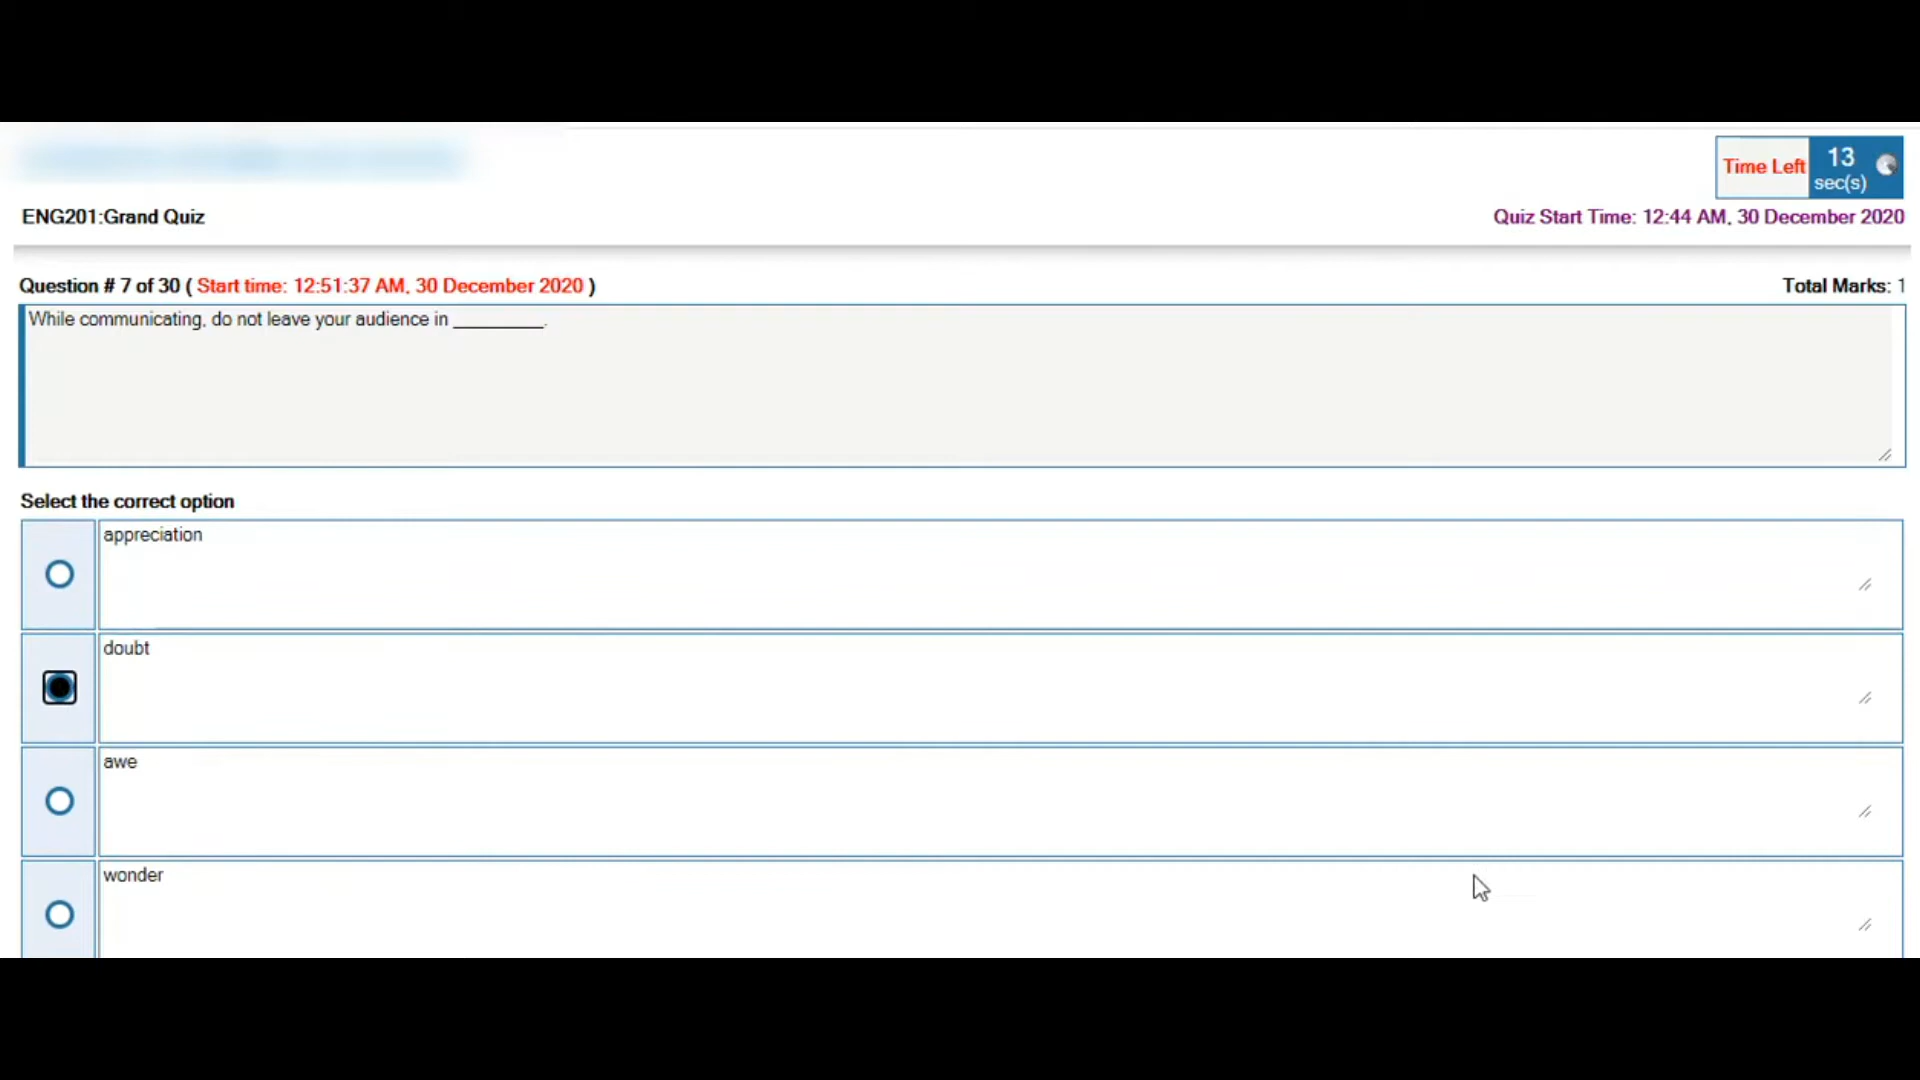 Time Left 13 sec(s)
ENG201:Grand Quiz
Quiz Start Time: 12:44 AM, 30 December 2020
Question # 7 of 30 ( Start time: 12:51:37 AM, 30 December 2020 )
Total Marks: 1
While communicating, do not leave your audience in _________.
Select the correct option
appreciation
doubt
awe
wonder